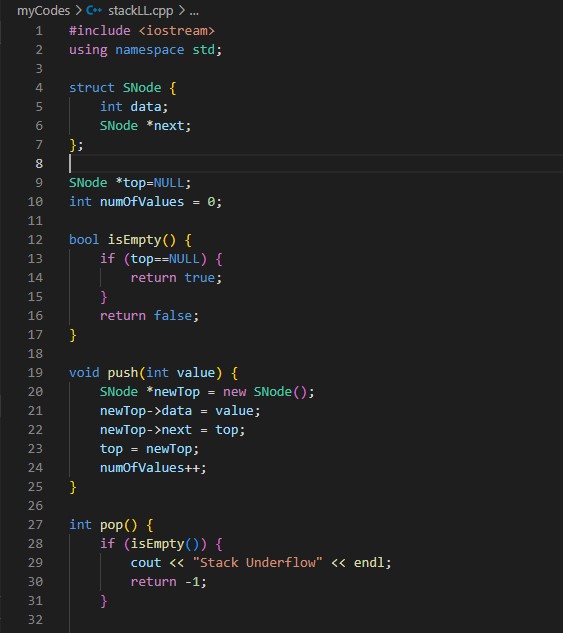 myCodes > C++ stackLL.cpp > ...
1 #include <iostream>
2 using namespace std;
3
4 struct SNode {
5     int data;
6     SNode *next;
7 };
8
9 SNode *top=NULL;
10 int numOfValues = 0;
11
12 bool isEmpty() {
13     if (top==NULL) {
14         return true;
15     }
16     return false;
17 }
18
19 void push(int value) {
20     SNode *newTop = new SNode();
21     newTop->data = value;
22     newTop->next = top;
23     top = newTop;
24     numOfValues++;
25 }
26
27 int pop() {
28     if (isEmpty()) {
29         cout << "Stack Underflow" << endl;
30         return -1;
31     }
32